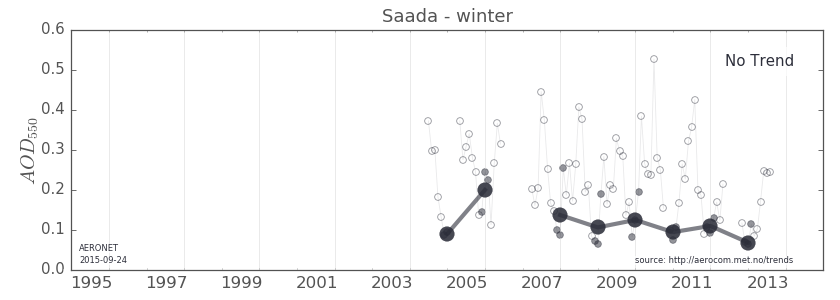 Saada - winter
0.6
0.5
0.4
0.3
0.2
0.1
0.0
AOD550
No Trend
AERONET
2015-09-24
source: http://aerocom.met.no/trends
1995 1997 1999 2001 2003 2005 2007 2009 2011 2013